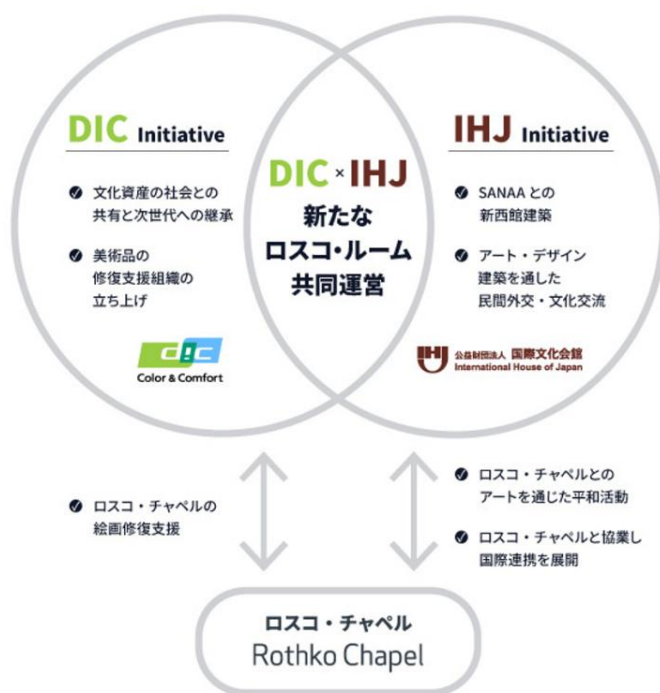 DIC Initiative
文化資産の社会との
共有と次世代への継承
美術品の
修復支援組織の
立ち上げ
dic
Color & Comfort
DIC × IHJ
新たな
ロスコ・ルーム
共同運営
IHJ Initiative
SANAAとの
新西館建築
アート・デザイン
建築を通した
民間外交・文化交流
IHJ
公益財団法人 国際文化会館
International House of Japan
ロスコ・チャペルの
絵画修復支援
ロスコ・チャペルとの
アートを通じた平和活動
ロスコ・チャペルと協業し
国際連携を展開
ロスコ・チャペル
Rothko Chapel